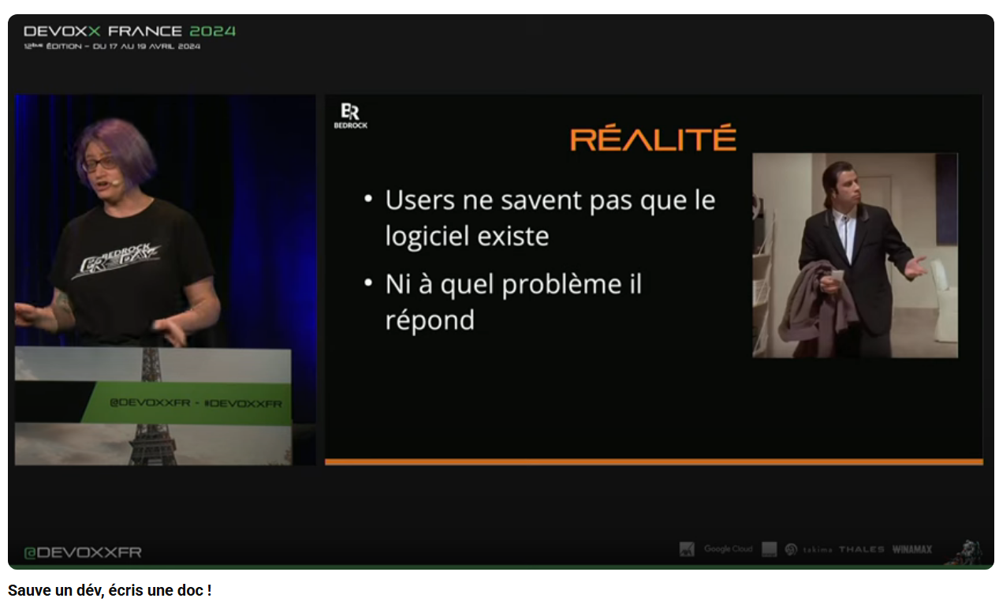 DEVOXX FRANCE 2024
12ème ÉDITION – DU 17 AU 19 AVRIL 2024
BR
BEDROCK
RÉALITÉ
• Users ne savent pas que le
logiciel existe
• Ni à quel problème il
répond
BEDROCK
@DEVOXXFR - #DEVOXXFR
@DEVOXXFR
Google Cloud
takima
THALES
WINAMAX
Sauve un dév, écris une doc !